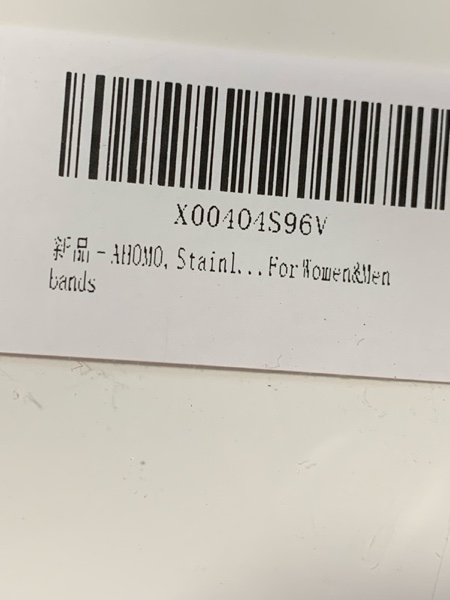 X00404S96V
新品 - AHOMO, Stainl...For Women&Men
bands